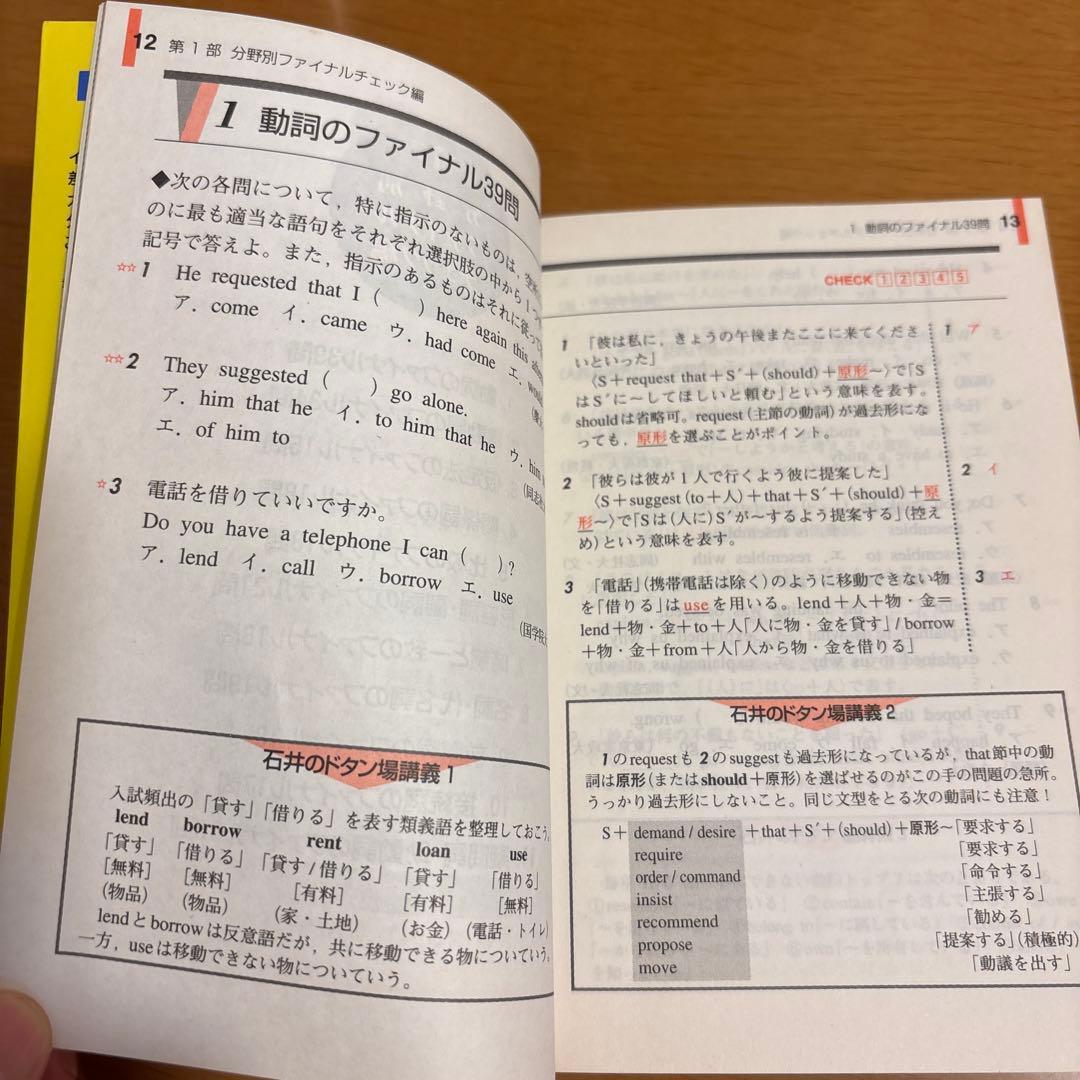 12 第1部 分野別ファイナルチェック編
1 動詞のファイナル39問
◆次の各問について，特に指示のないものは，空所
のに最も適当な語句をそれぞれ選択肢の中から1つ
記号で答えよ。また，指示のあるものはそれに従って
☆☆1 He requested that I (　　) here again this
ア．come イ．came ウ．had come エ．
☆☆2 They suggested (　　) go alone.
ア．him that he イ．to him that he ウ．him
エ．of him to
☆3 電話を借りていいですか。
Do you have a telephone I can (　　)?
ア．lend イ．call ウ．borrow エ．use
石井のドタン場講義1
入試頻出の「貸す」「借りる」を表す類義語を整理しておこう。
lend borrow rent loan use
「貸す」 「借りる」 「貸す/借りる」 「貸す」 「借りる」
［無料］ ［無料］ ［有料］ ［有料］ ［無料］
（物品） （物品） （家・土地） （お金） （電話・トイレ）
lendとborrowは反意語だが，共に移動できる物についていう。
一方，useは移動できない物についていう。
1 動詞のファイナル39問 13
CHECK 1 2 3 4 5
1 「彼は私に，きょうの午後またここに来てくださ 1 ア
いといった」
〈S＋request that＋S′＋(should)＋原形～〉で「S
はS′に～してほしいと頼む」という意味を表す。
shouldは省略可。request（主節の動詞）が過去形にな
っても，原形を選ぶことがポイント。
2 「彼らは彼が1人で行くよう彼に提案した」 2 イ
〈S＋suggest (to＋人)＋that＋S′＋(should)＋原
形～〉で「Sは（人に）S′が～するよう提案する」（控え
め）という意味を表す。
3 「電話」（携帯電話は除く）のように移動できない物 3 エ
を「借りる」はuseを用いる。lend＋人＋物・金＝
lend＋物・金＋to＋人「人に物・金を貸す」/ borrow
＋物・金＋from＋人「人から物・金を借りる」
石井のドタン場講義2
1のrequestも2のsuggestも過去形になっているが，that節中の動
詞は原形（またはshould＋原形）を選ばせるのがこの手の問題の急所。
うっかり過去形にしないこと。同じ文型をとる次の動詞にも注意！
S＋ demand / desire ＋that＋S′＋(should)＋原形～「要求する」
require 「要求する」
order / command 「命令する」
insist 「主張する」
recommend 「勧める」
propose 「提案する」（積極的）
move 「動議を出す」